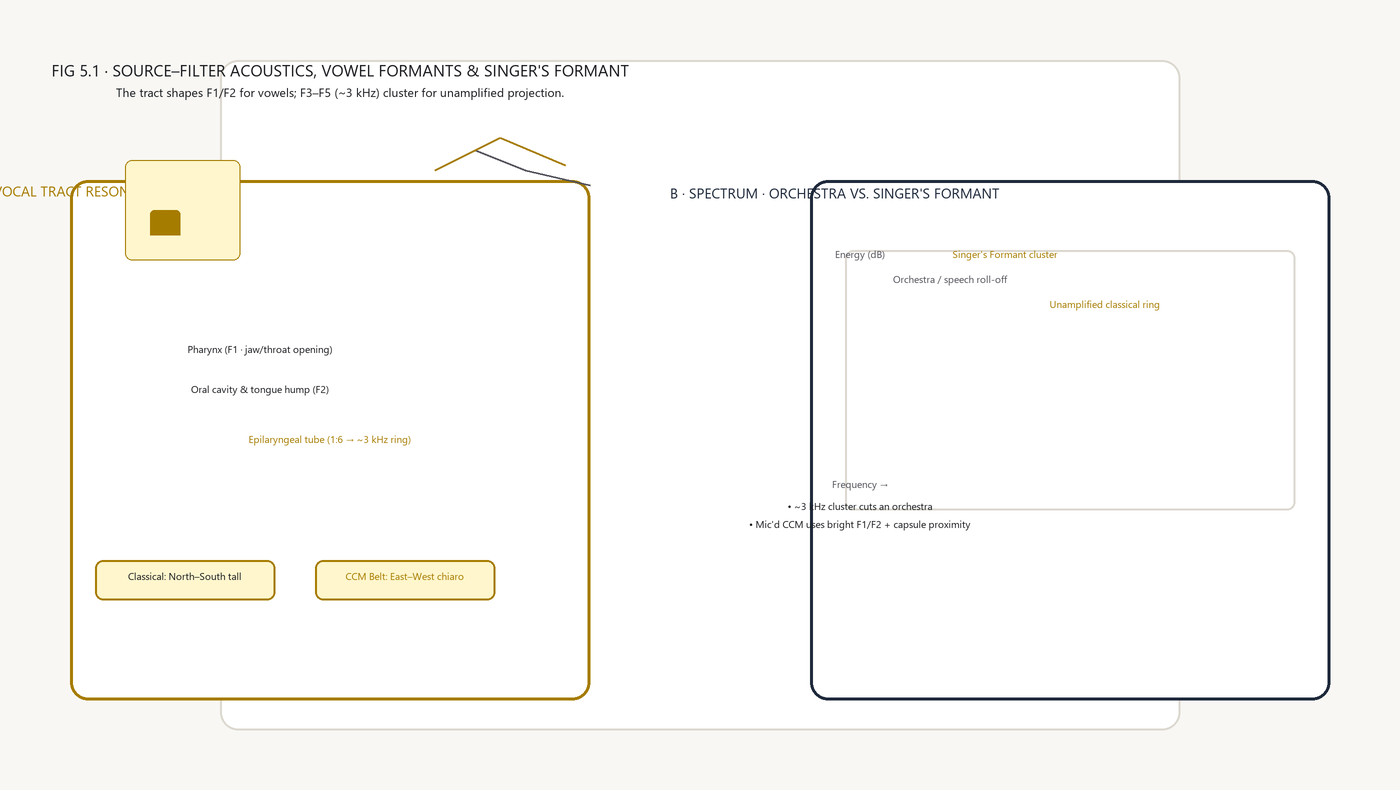 FIG 5.1 · SOURCE–FILTER ACOUSTICS, VOWEL FORMANTS & SINGER'S FORMANT
The tract shapes F1/F2 for vowels; F3–F5 (~3 kHz) cluster for unamplified projection.
VOCAL TRACT RESON
Pharynx (F1 · jaw/throat opening)
Oral cavity & tongue hump (F2)
Epilaryngeal tube (1:6 → ~3 kHz ring)
Classical: North–South tall
CCM Belt: East–West chiaro
B · SPECTRUM · ORCHESTRA VS. SINGER'S FORMANT
Energy (dB)
Singer's Formant cluster
Orchestra / speech roll-off
Unamplified classical ring
Frequency →
• ~3 kHz cluster cuts an orchestra
• Mic'd CCM uses bright F1/F2 + capsule proximity